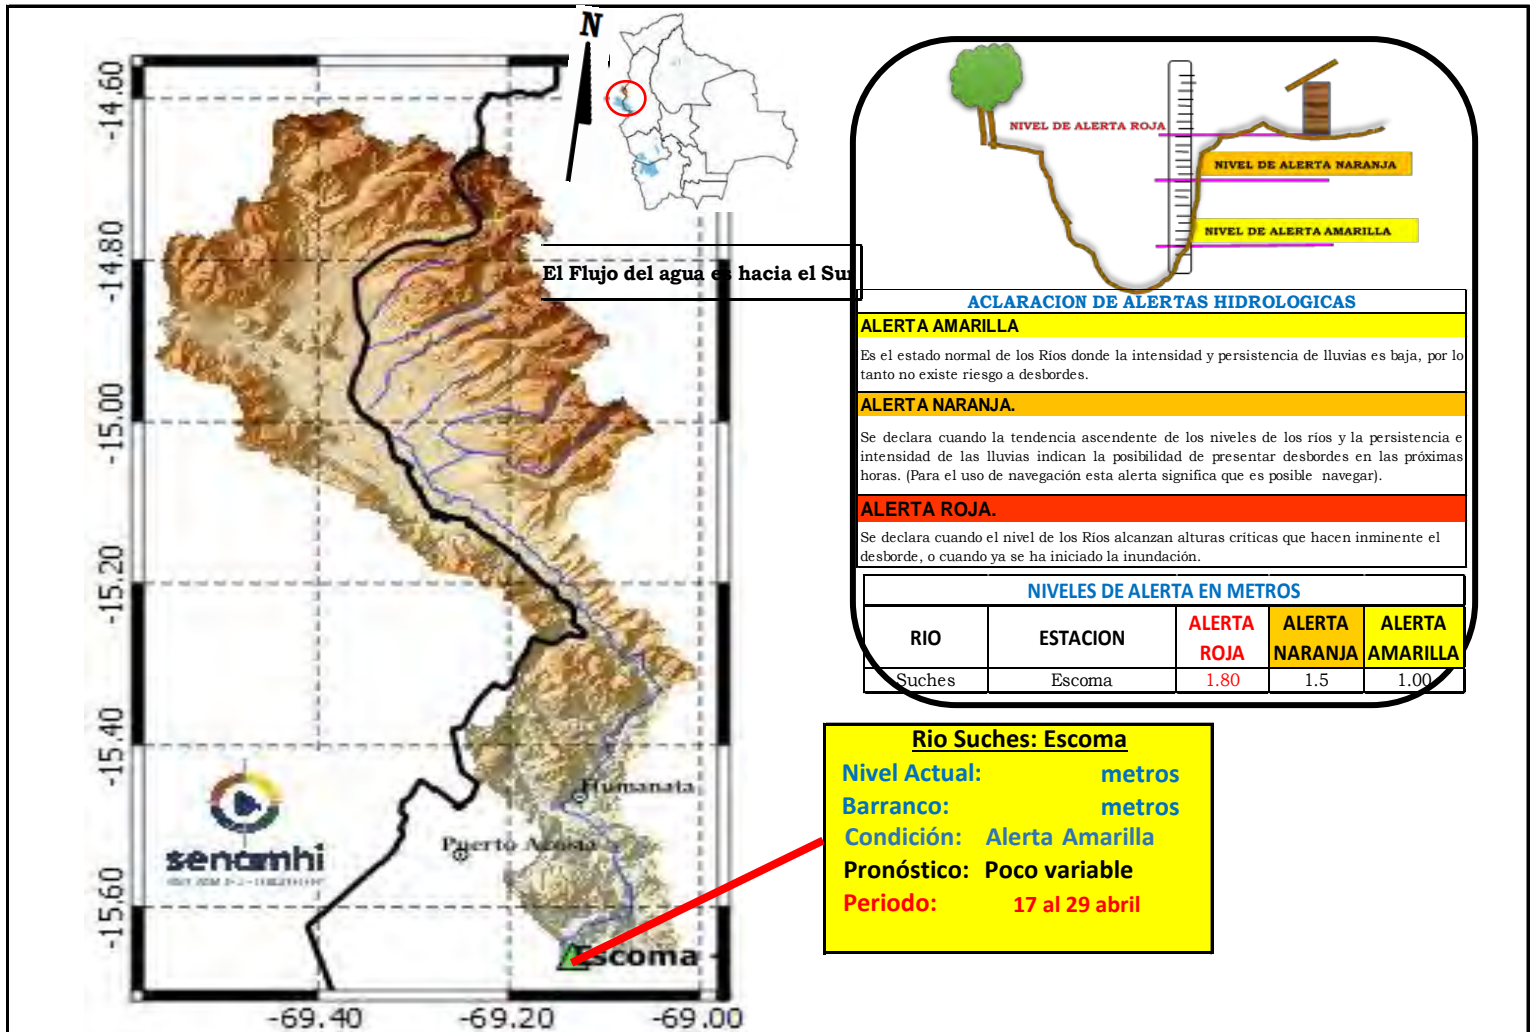 N
-14.60
-14.80
-15.00
-15.20
-15.40
-15.60
-69.40
-69.20
-69.00
El Flujo del agua es hacia el Sur
Humanata
Puerto Acosta
Escoma
senamhi
NIVEL DE ALERTA ROJA
NIVEL DE ALERTA NARANJA
NIVEL DE ALERTA AMARILLA
ACLARACION DE ALERTAS HIDROLOGICAS
ALERTA AMARILLA
Es el estado normal de los Ríos donde la intensidad y persistencia de lluvias es baja, por lo
tanto no existe riesgo a desbordes.
ALERTA NARANJA.
Se declara cuando la tendencia ascendente de los niveles de los ríos y la persistencia e
intensidad de las lluvias indican la posibilidad de presentar desbordes en las próximas
horas. (Para el uso de navegación esta alerta significa que es posible navegar).
ALERTA ROJA.
Se declara cuando el nivel de los Ríos alcanzan alturas críticas que hacen inminente el
desborde, o cuando ya se ha iniciado la inundación.
NIVELES DE ALERTA EN METROS
RIO ESTACION ALERTA ROJA ALERTA NARANJA ALERTA AMARILLA
Suches Escoma 1.80 1.5 1.00
Rio Suches: Escoma
Nivel Actual: metros
Barranco: metros
Condición: Alerta Amarilla
Pronóstico: Poco variable
Periodo: 17 al 29 abril